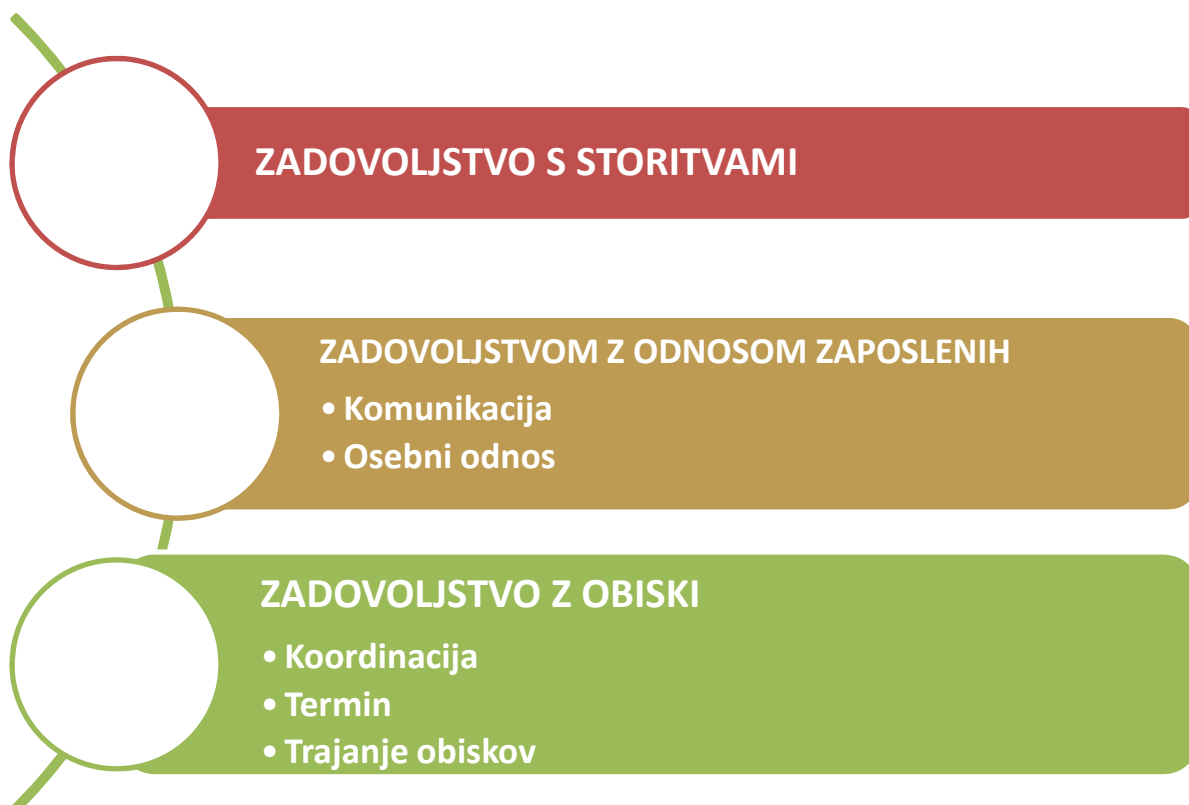 ZADOVOLJSTVO S STORITVAMI
ZADOVOLJSTVOM Z ODNOSOM ZAPOSLENIH
• Komunikacija
• Osebni odnos
ZADOVOLJSTVO Z OBISKI
• Koordinacija
• Termin
• Trajanje obiskov